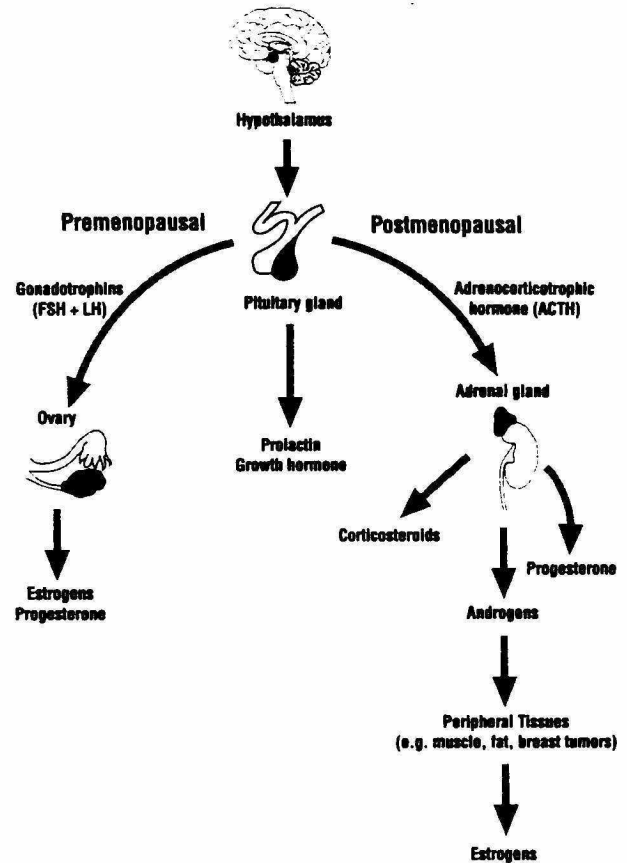 Hypothalamus
Premenopausal
Postmenopausal
Gonadotrophins
(FSH + LH)
Pituitary gland
Adrenocorticotrophic
hormone (ACTH)
Ovary
Adrenal gland
Prolactin
Growth hormone
Corticosteroids
Progesterone
Estrogens
Progesterone
Androgens
Peripheral Tissues
(e.g. muscle, fat, breast tumors)
Estrogens